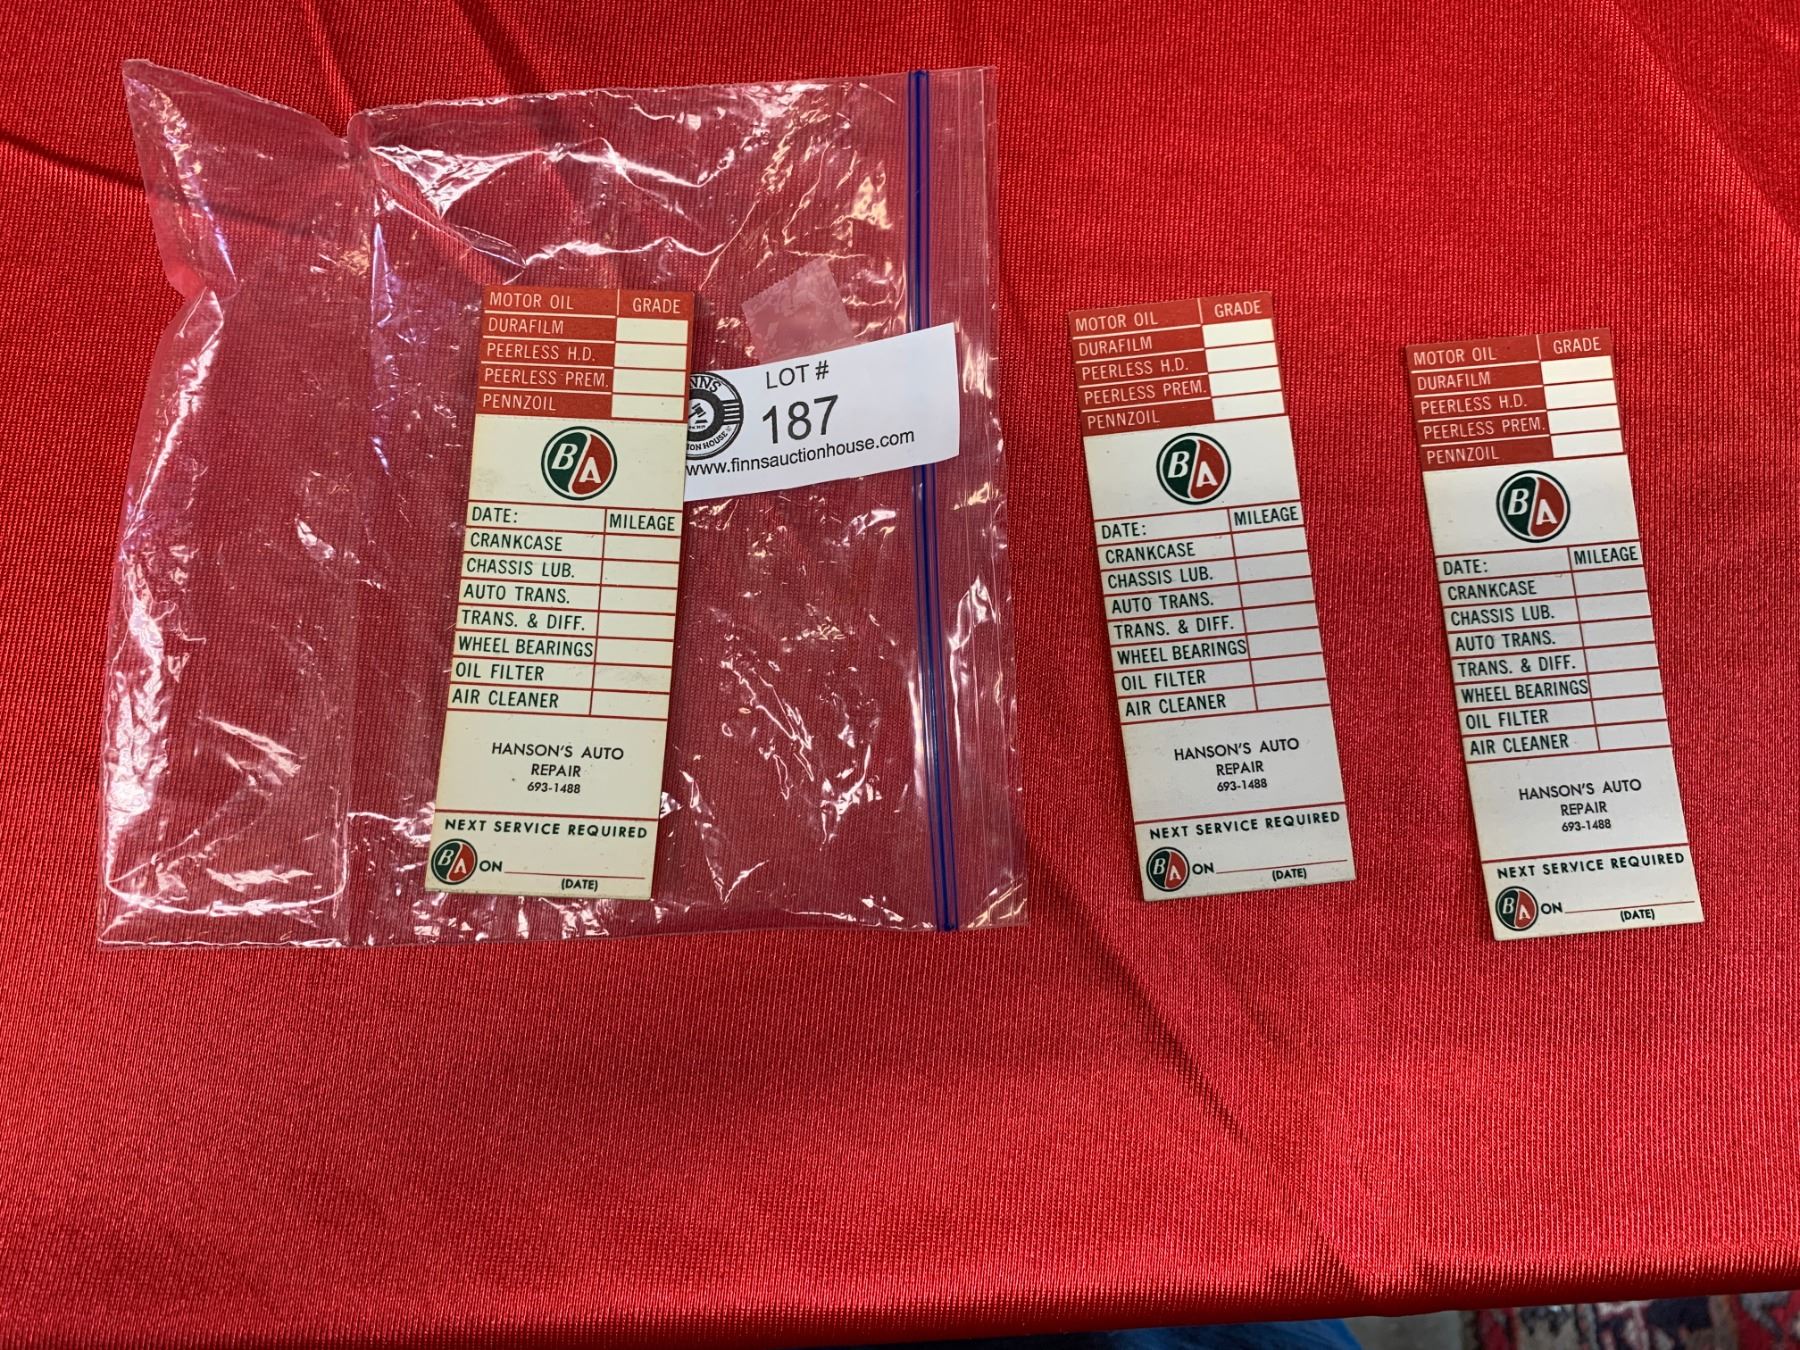 MOTOR OIL GRADE
DURAFILM
PEERLESS H.D.
PEERLESS PREM.
PENNZOIL
BA
DATE: MILEAGE
CRANKCASE
CHASSIS LUB.
AUTO TRANS.
TRANS. & DIFF.
WHEEL BEARINGS
OIL FILTER
AIR CLEANER
HANSON'S AUTO
REPAIR
693-1488
NEXT SERVICE REQUIRED
BA ON
(DATE)
LOT #
187
www.finnsauctionhouse.com
MOTOR OIL GRADE
DURAFILM
PEERLESS H.D.
PEERLESS PREM.
PENNZOIL
BA
DATE: MILEAGE
CRANKCASE
CHASSIS LUB.
AUTO TRANS.
TRANS. & DIFF.
WHEEL BEARINGS
OIL FILTER
AIR CLEANER
HANSON'S AUTO
REPAIR
693-1488
NEXT SERVICE REQUIRED
BA ON
(DATE)
MOTOR OIL GRADE
DURAFILM
PEERLESS H.D.
PEERLESS PREM.
PENNZOIL
BA
DATE: MILEAGE
CRANKCASE
CHASSIS LUB.
AUTO TRANS.
TRANS. & DIFF.
WHEEL BEARINGS
OIL FILTER
AIR CLEANER
HANSON'S AUTO
REPAIR
693-1488
NEXT SERVICE REQUIRED
BA ON
(DATE)